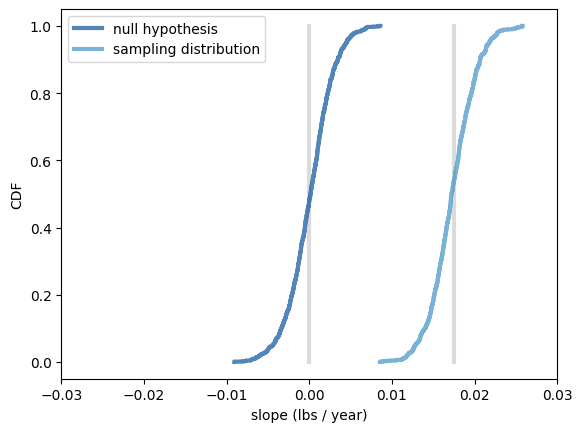 null hypothesis
sampling distribution
1.0
0.8
0.6
0.4
0.2
0.0
CDF
−0.03 −0.02 −0.01 0.00 0.01 0.02 0.03
slope (lbs / year)